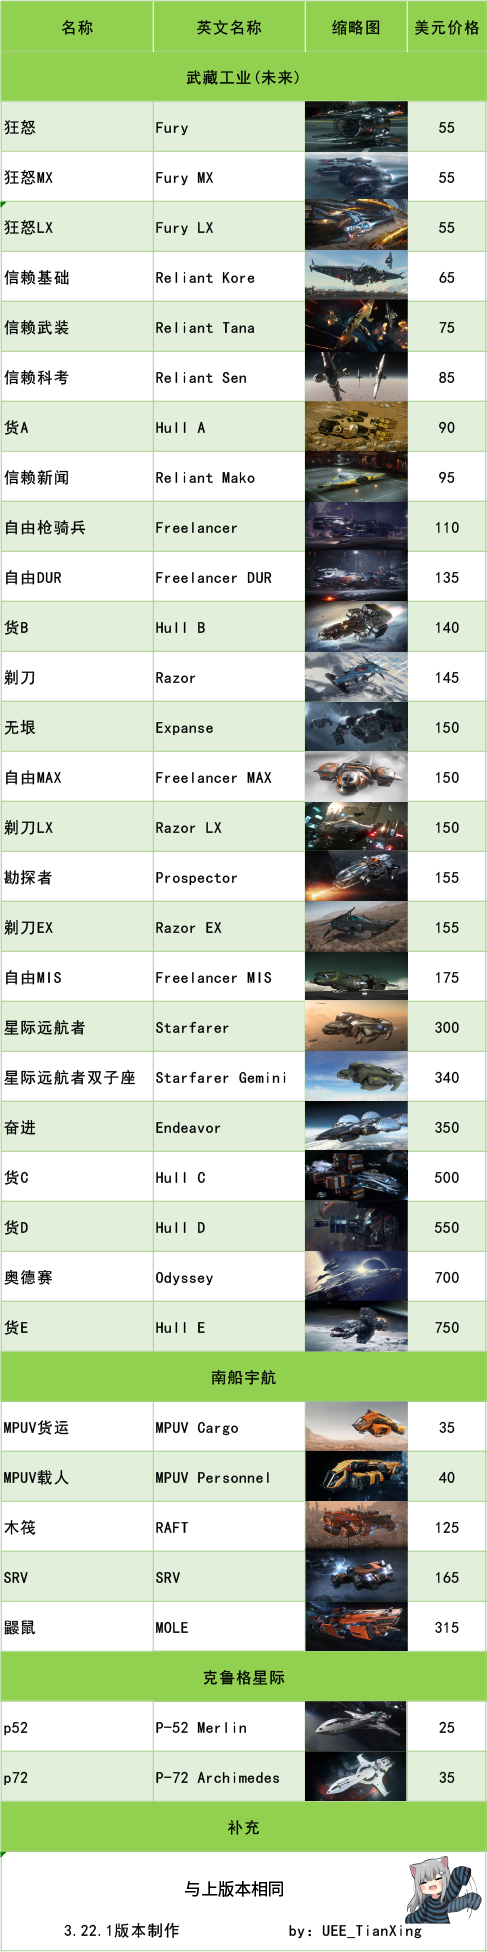 名称 英文名称 缩略图 美元价格
武藏工业(未来)
狂怒 Fury 55
狂怒MX Fury MX 55
狂怒LX Fury LX 55
信赖基础 Reliant Kore 65
信赖武装 Reliant Tana 75
信赖科考 Reliant Sen 85
货A Hull A 90
信赖新闻 Reliant Mako 95
自由枪骑兵 Freelancer 110
自由DUR Freelancer DUR 135
货B Hull B 140
剃刀 Razor 145
无垠 Expanse 150
自由MAX Freelancer MAX 150
剃刀LX Razor LX 150
勘探者 Prospector 155
剃刀EX Razor EX 155
自由MIS Freelancer MIS 175
星际远航者 Starfarer 300
星际远航者双子座 Starfarer Gemini 340
奋进 Endeavor 350
货C Hull C 500
货D Hull D 550
奥德赛 Odyssey 700
货E Hull E 750
南船宇航
MPUV货运 MPUV Cargo 35
MPUV载人 MPUV Personnel 40
木筏 RAFT 125
SRV SRV 165
鼹鼠 MOLE 315
克鲁格星际
p52 P-52 Merlin 25
p72 P-72 Archimedes 35
补充
与上版本相同
3.22.1版本制作 by: UEE_TianXing